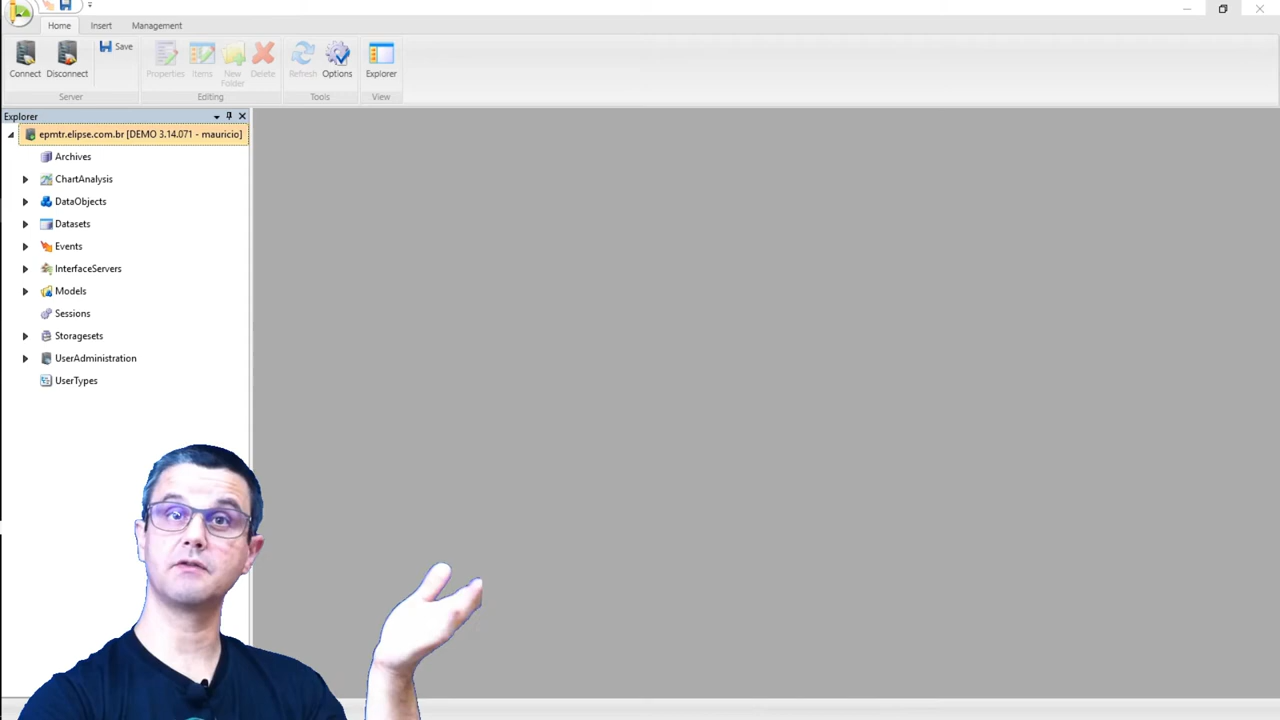 Home Insert Management
Save
Connect Disconnect Properties Items New Folder Delete Refresh Options Explorer
Server Editing Tools View
Explorer
epmtr.elipse.com.br [DEMO 3.14.071 - mauricio]
Archives
ChartAnalysis
DataObjects
Datasets
Events
InterfaceServers
Models
Sessions
Storagesets
UserAdministration
UserTypes